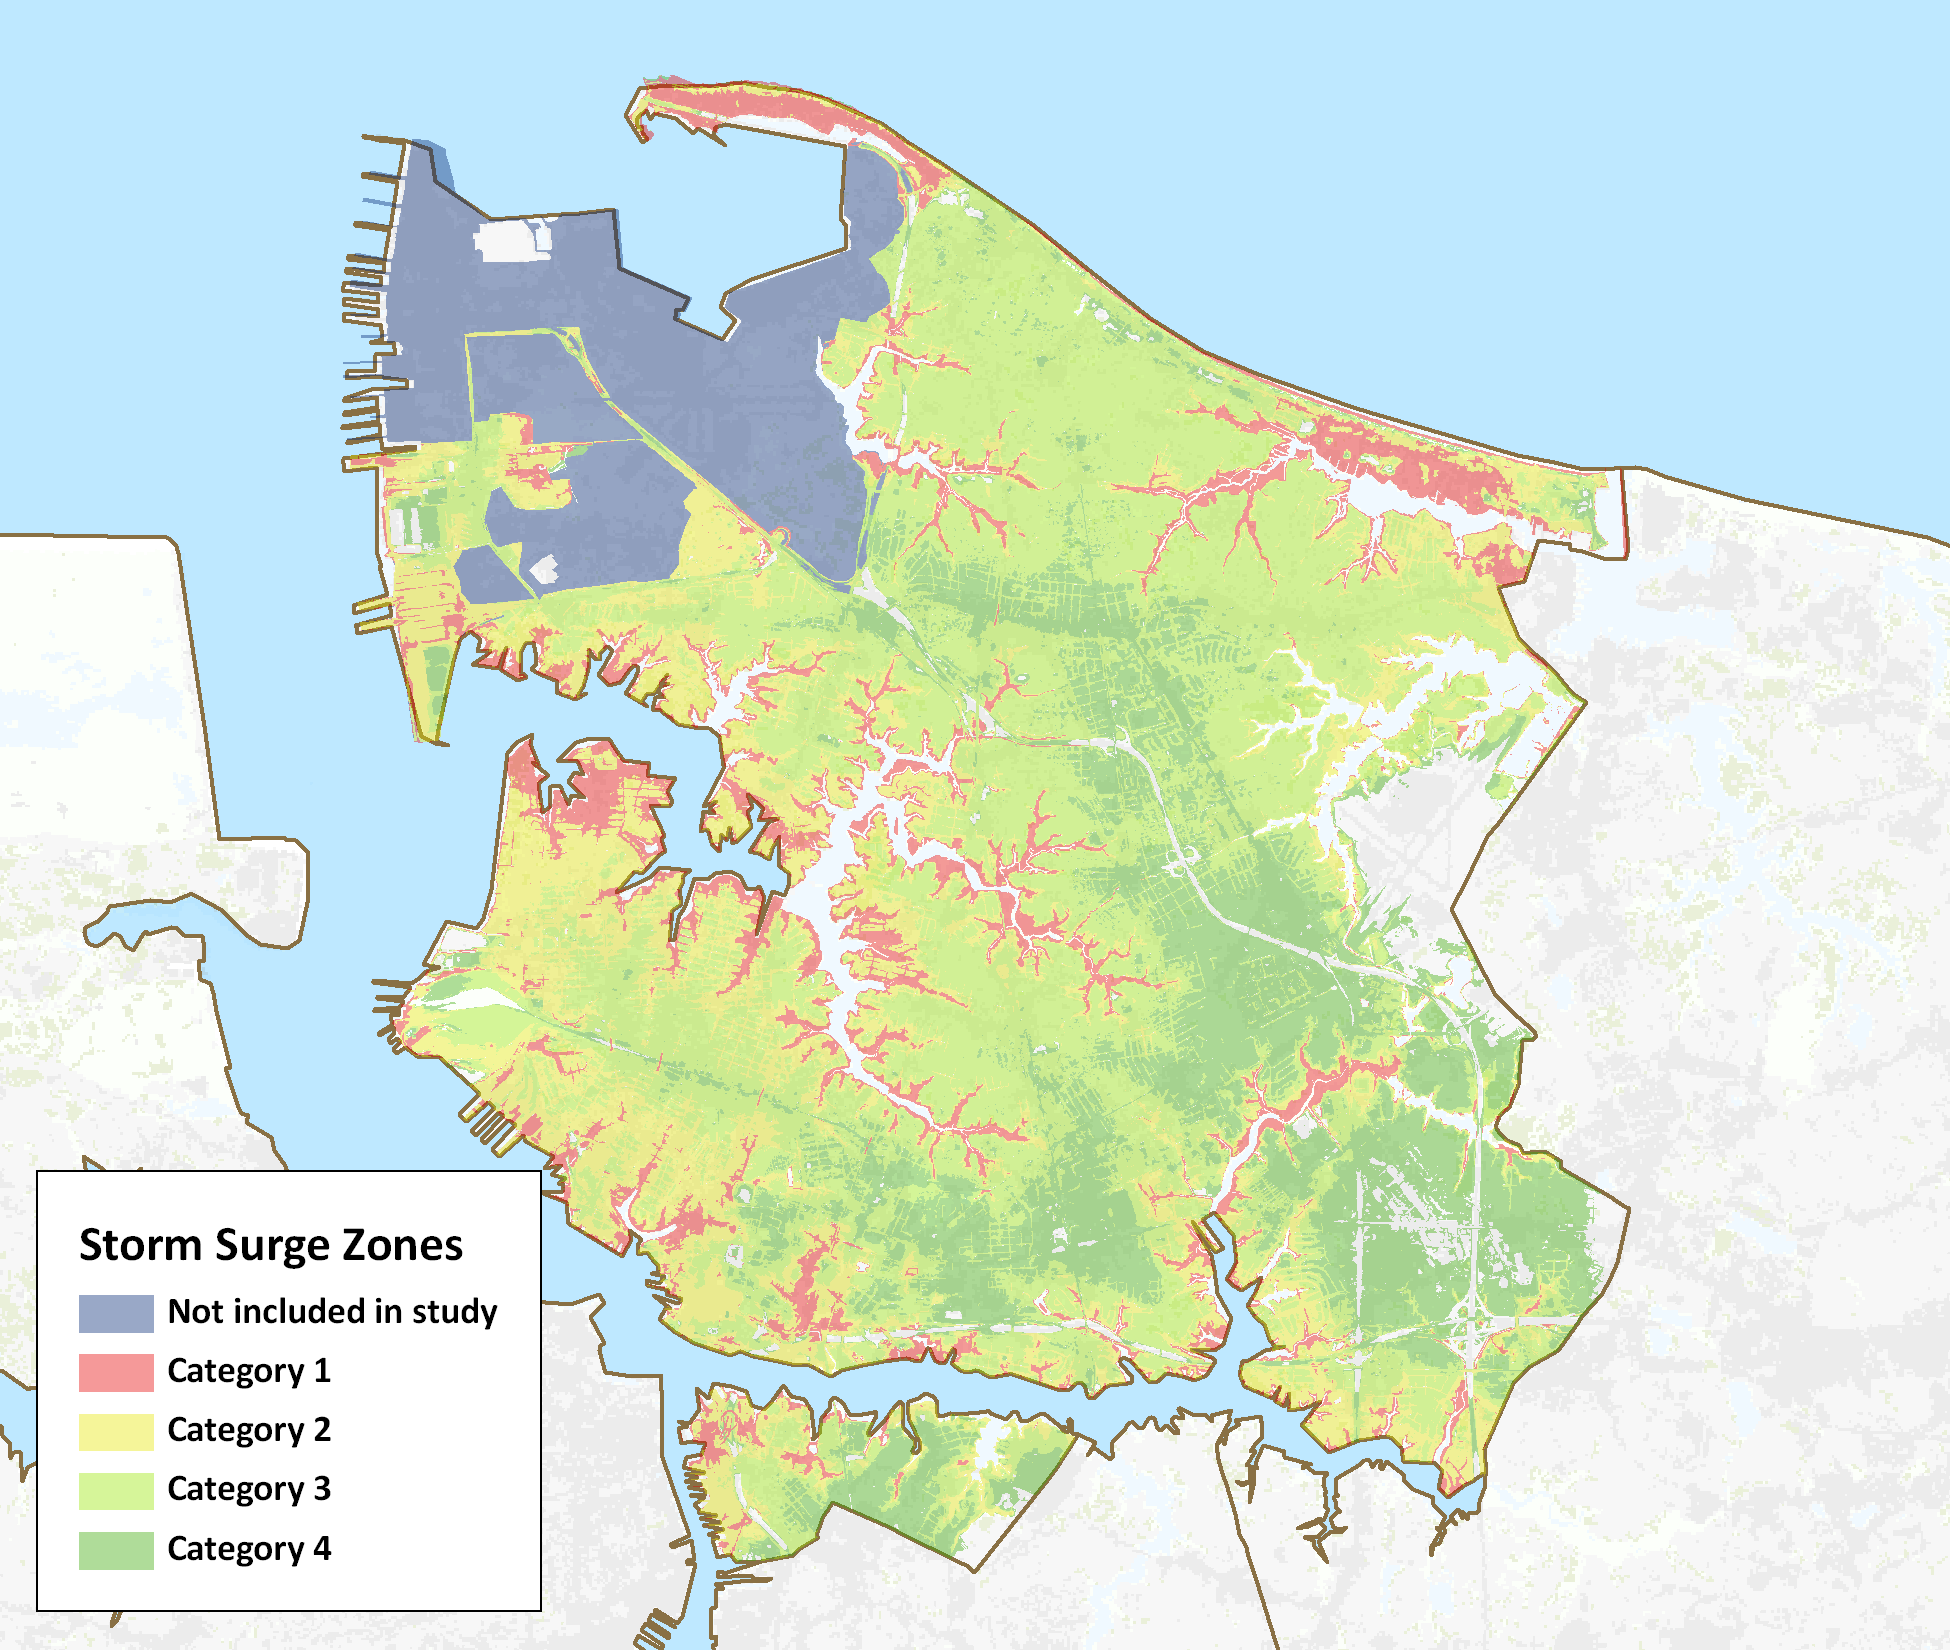 Storm Surge Zones
Not included in study
Category 1
Category 2
Category 3
Category 4